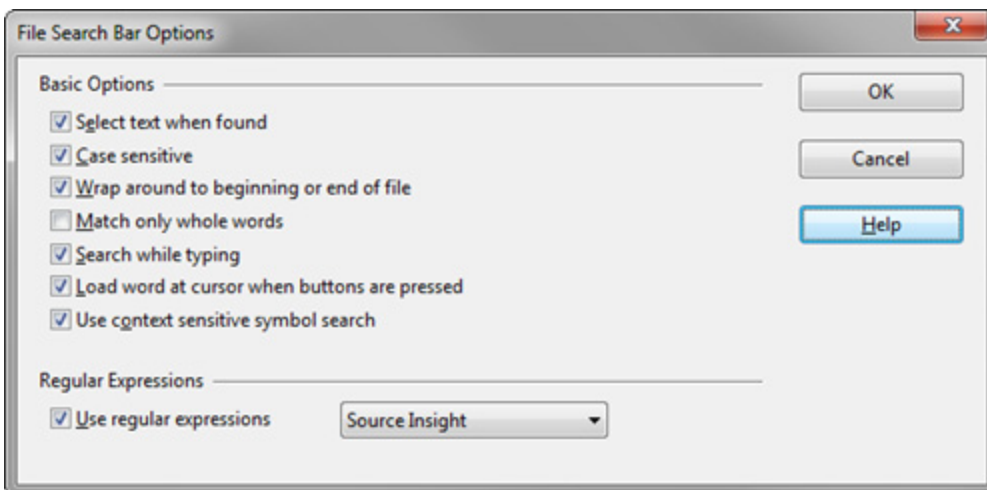 File Search Bar Options
Basic Options
OK
Select text when found
Case sensitive
Cancel
Wrap around to beginning or end of file
Match only whole words
Help
Search while typing
Load word at cursor when buttons are pressed
Use context sensitive symbol search
Regular Expressions
Use regular expressions
Source Insight